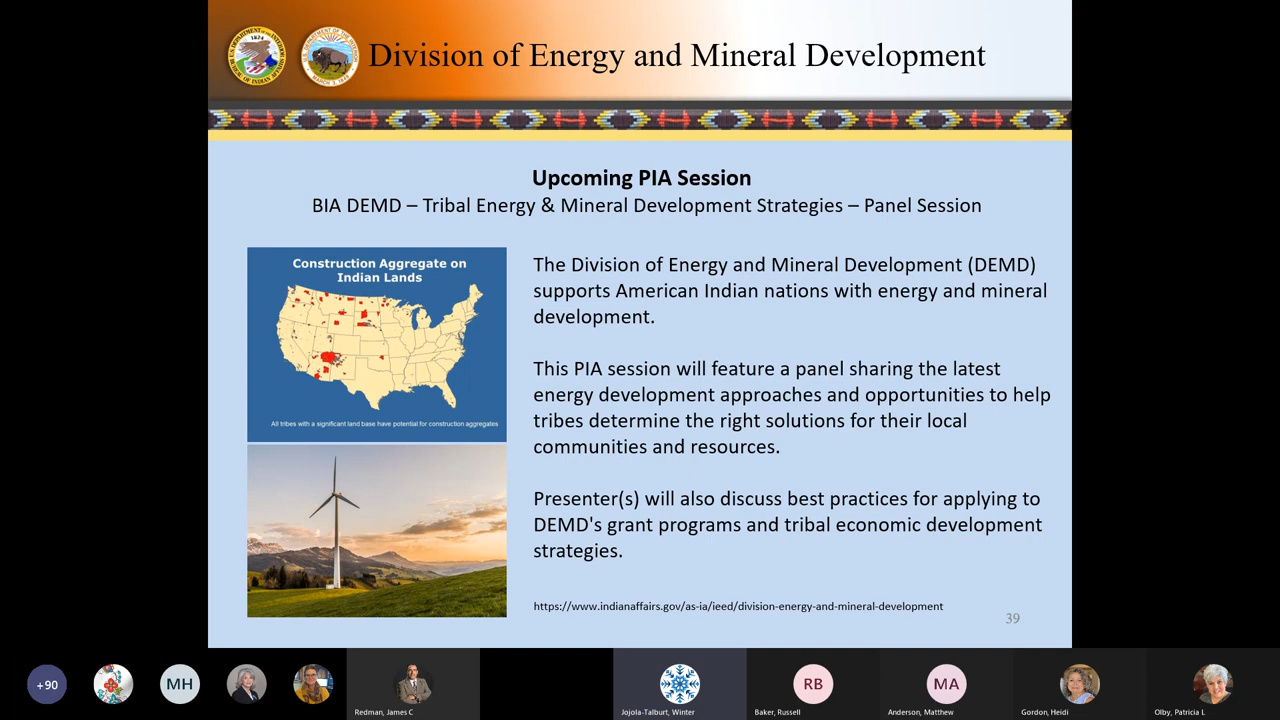 Division of Energy and Mineral Development
Upcoming PIA Session
BIA DEMD – Tribal Energy & Mineral Development Strategies – Panel Session
Construction Aggregate on
Indian Lands
All tribes with a significant land base have potential for construction aggregates
The Division of Energy and Mineral Development (DEMD)
supports American Indian nations with energy and mineral
development.
This PIA session will feature a panel sharing the latest
energy development approaches and opportunities to help
tribes determine the right solutions for their local
communities and resources.
Presenter(s) will also discuss best practices for applying to
DEMD's grant programs and tribal economic development
strategies.
https://www.indianaffairs.gov/as-ia/ieed/division-energy-and-mineral-development
39
+90
MH
Redman, James C
Jojola-Talburt, Winter
RB
Baker, Russell
MA
Anderson, Matthew
Gordon, Heidi
Olby, Patricia L